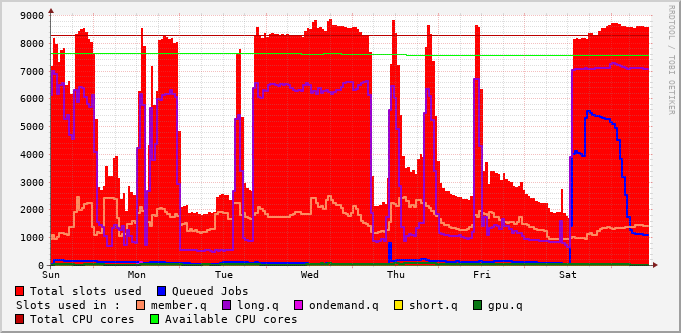 9000
8000
7000
6000
5000
4000
3000
2000
1000
0
Sun Mon Tue Wed Thu Fri Sat
RRDTOOL / TOBI OETIKER
Total slots used Queued Jobs
Slots used in : member.q long.q ondemand.q short.q gpu.q
Total CPU cores Available CPU cores